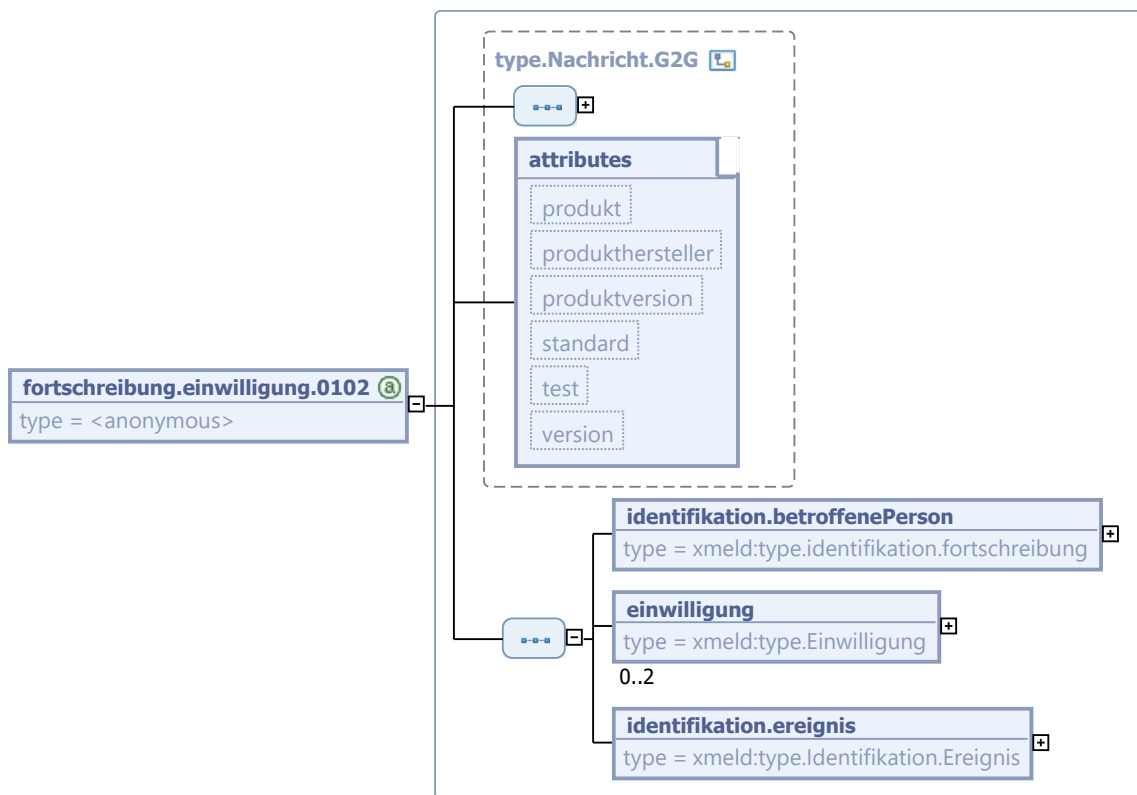 type.Nachricht.G2G
attributes
produkt
produkthersteller
produktversion
standard
test
version
fortschreibung.einwilligung.0102 a
type = <anonymous>
identifikation.betroffenePerson
type = xmeld:type.identifikation.fortschreibung
einwilligung
type = xmeld:type.Einwilligung
0..2
identifikation.ereignis
type = xmeld:type.Identifikation.Ereignis